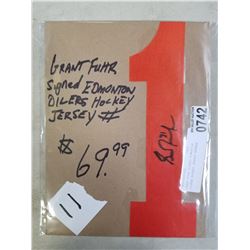 GRANT FUHR
Signed EDMONTON
OILERS HOCKEY
JERSEY #
$ 69.99
1
11
0742